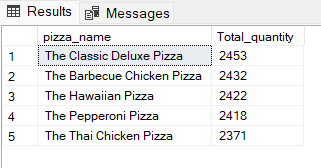 Results Messages
pizza_name Total_quantity
1 The Classic Deluxe Pizza 2453
2 The Barbecue Chicken Pizza 2432
3 The Hawaiian Pizza 2422
4 The Pepperoni Pizza 2418
5 The Thai Chicken Pizza 2371